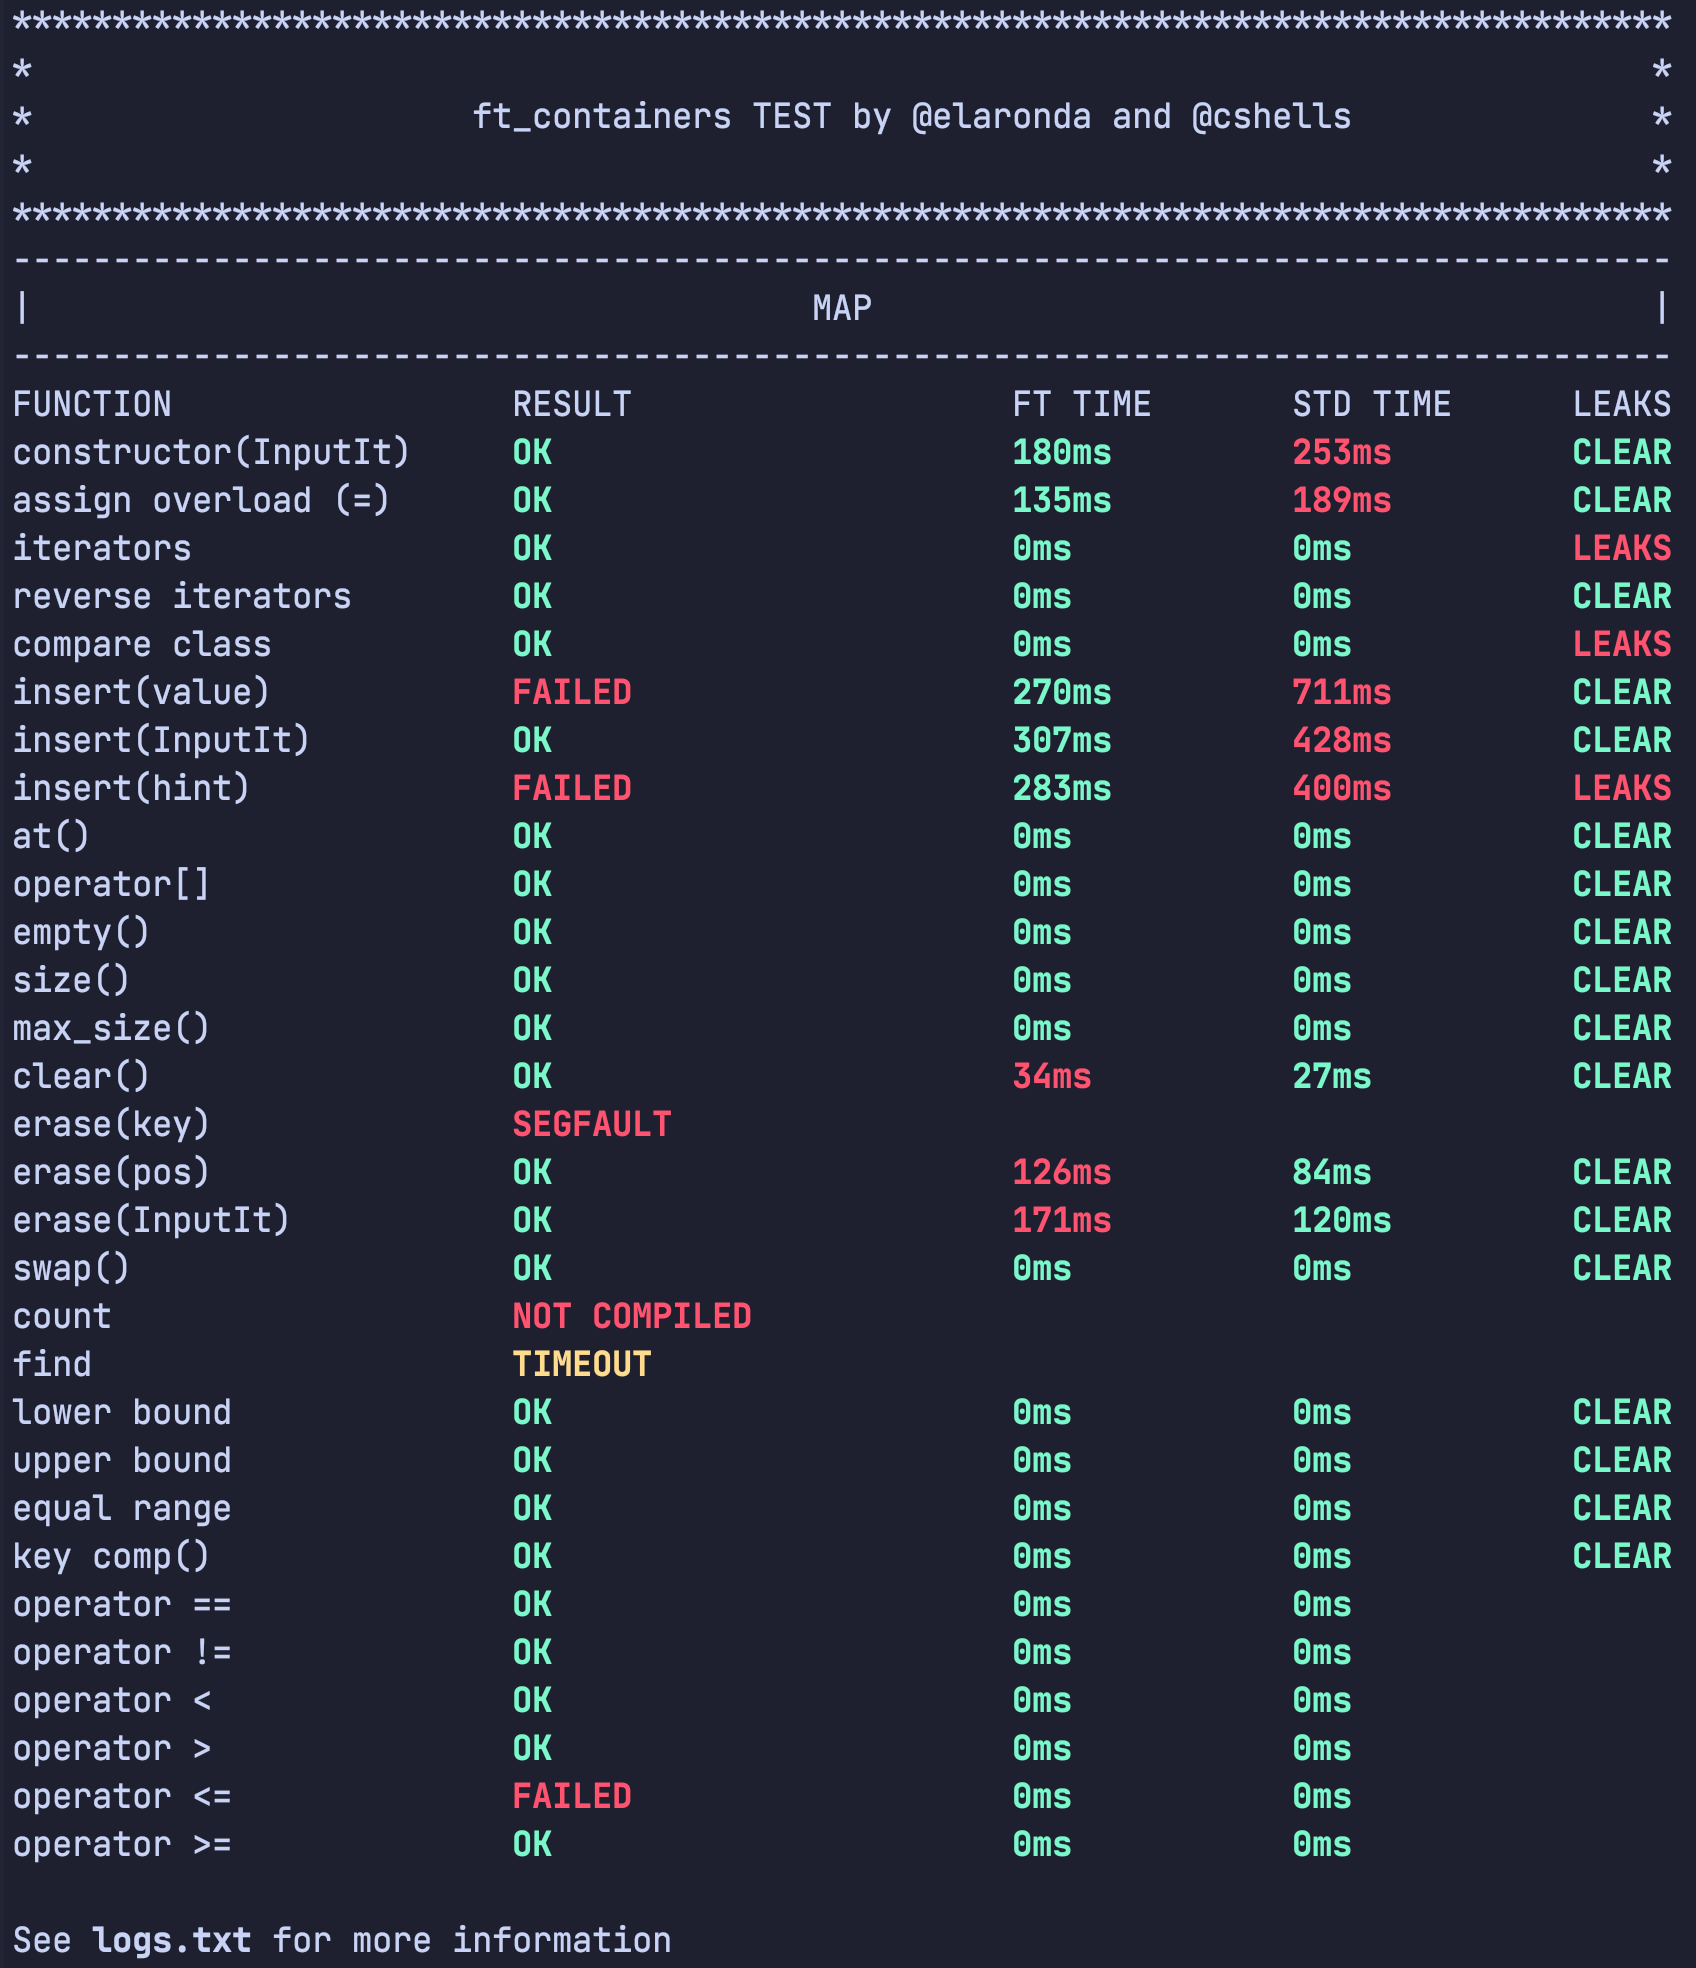 ***********************************************************************************
*                                                                                 *
*                      ft_containers TEST by @elaronda and @cshells               *
*                                                                                 *
***********************************************************************************
-----------------------------------------------------------------------------------
|                                       MAP                                       |
-----------------------------------------------------------------------------------
FUNCTION                 RESULT                   FT TIME       STD TIME      LEAKS
constructor(InputIt)     OK                       180ms         253ms         CLEAR
assign overload (=)      OK                       135ms         189ms         CLEAR
iterators                OK                       0ms           0ms           LEAKS
reverse iterators        OK                       0ms           0ms           CLEAR
compare class            OK                       0ms           0ms           LEAKS
insert(value)            FAILED                   270ms         711ms         CLEAR
insert(InputIt)          OK                       307ms         428ms         CLEAR
insert(hint)             FAILED                   283ms         400ms         LEAKS
at()                     OK                       0ms           0ms           CLEAR
operator[]               OK                       0ms           0ms           CLEAR
empty()                  OK                       0ms           0ms           CLEAR
size()                   OK                       0ms           0ms           CLEAR
max_size()               OK                       0ms           0ms           CLEAR
clear()                  OK                       34ms          27ms          CLEAR
erase(key)               SEGFAULT
erase(pos)               OK                       126ms         84ms          CLEAR
erase(InputIt)           OK                       171ms         120ms         CLEAR
swap()                   OK                       0ms           0ms           CLEAR
count                    NOT COMPILED
find                     TIMEOUT
lower bound              OK                       0ms           0ms           CLEAR
upper bound              OK                       0ms           0ms           CLEAR
equal range              OK                       0ms           0ms           CLEAR
key comp()               OK                       0ms           0ms           CLEAR
operator ==              OK                       0ms           0ms
operator !=              OK                       0ms           0ms
operator <               OK                       0ms           0ms
operator >               OK                       0ms           0ms
operator <=              FAILED                   0ms           0ms
operator >=              OK                       0ms           0ms
See logs.txt for more information